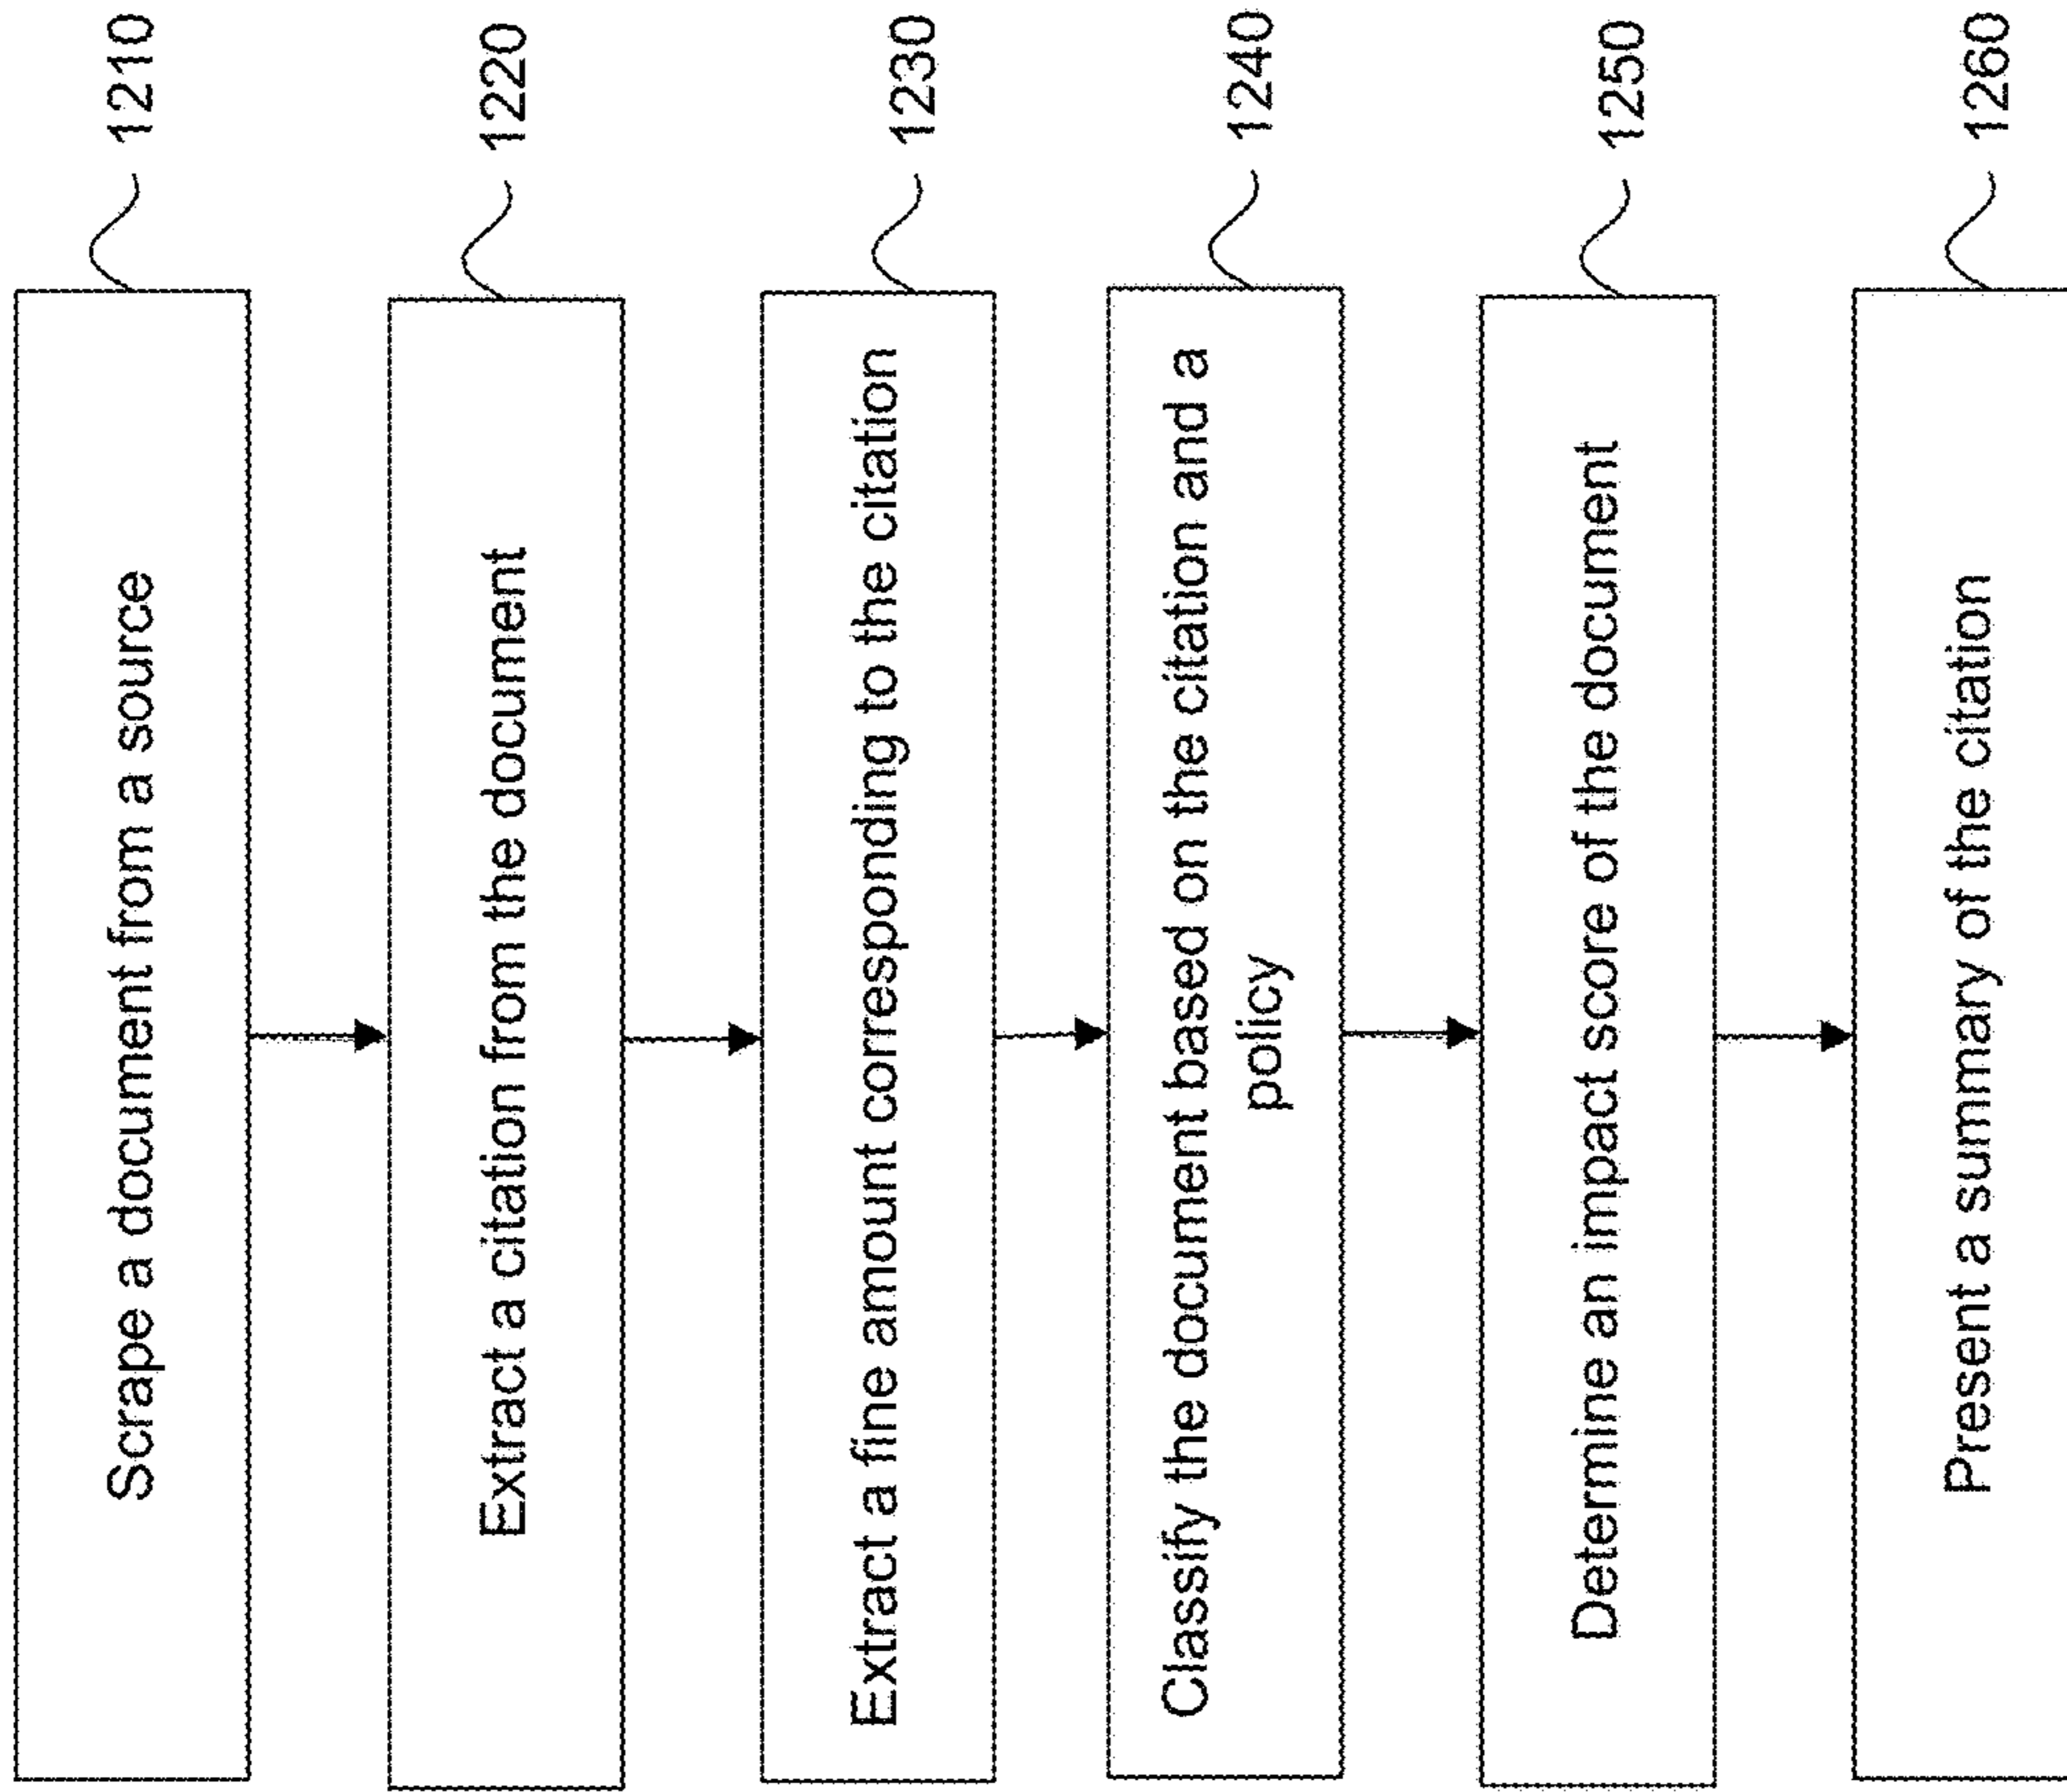 Scrape a document from a source
1210
Extract a citation from the document
1220
Extract a fine amount corresponding to the citation
1230
Classify the document based on the citation and a
policy
1240
Determine an impact score of the document
1250
Present a summary of the citation
1260